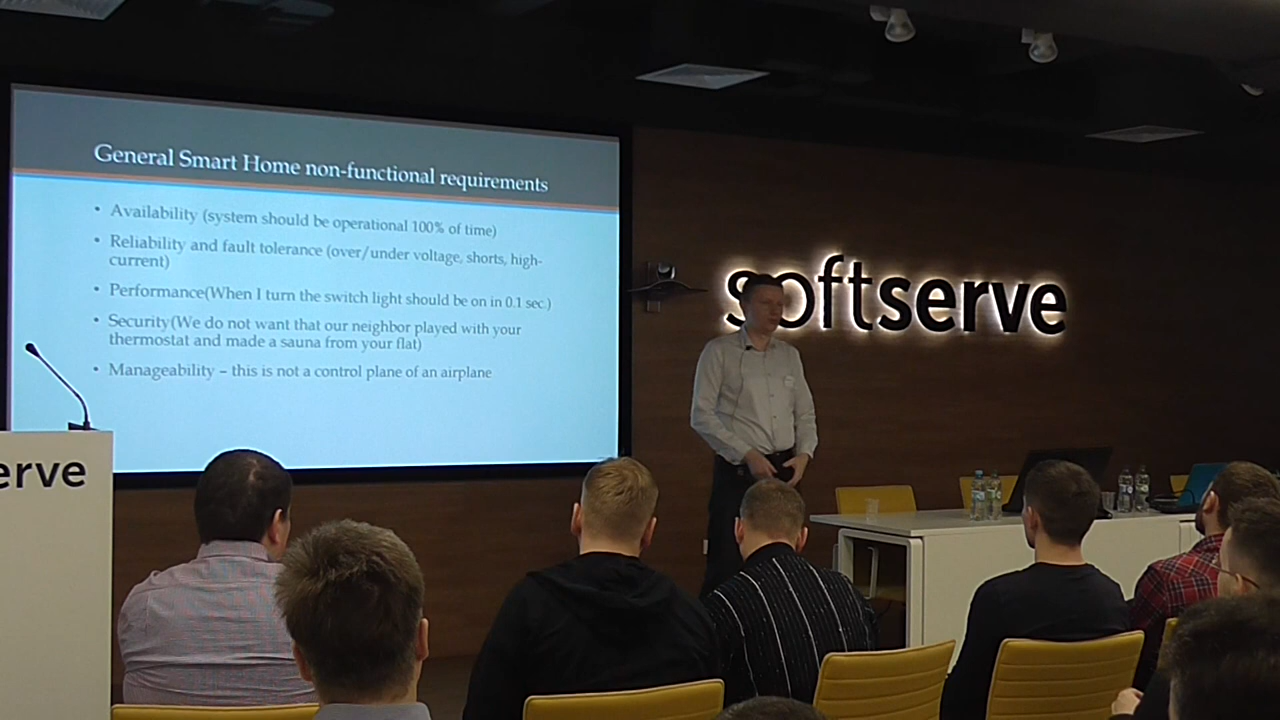 General Smart Home non-functional requirements
• Availability (system should be operational 100% of time)
• Reliability and fault tolerance (over/under voltage, shorts, high-
current)
• Performance(When I turn the switch light should be on in 0.1 sec.)
• Security(We do not want that our neighbor played with your
thermostat and made a sauna from your flat)
• Manageability – this is not a control plane of an airplane
softserve
erve